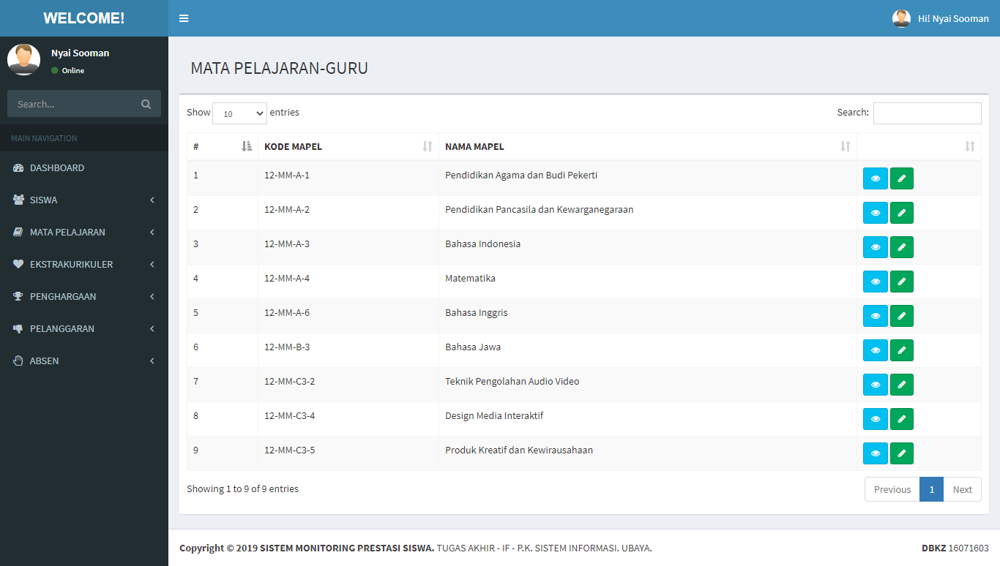 WELCOME!
Hi! Nyai Sooman
Nyai Sooman
Online
Search...
MAIN NAVIGATION
DASHBOARD
SISWA
MATA PELAJARAN
EKSTRAKURIKULER
PENGHARGAAN
PELANGGARAN
ABSEN
MATA PELAJARAN-GURU
Show 10 entries Search:
# KODE MAPEL NAMA MAPEL
1 12-MM-A-1 Pendidikan Agama dan Budi Pekerti
2 12-MM-A-2 Pendidikan Pancasila dan Kewarganegaraan
3 12-MM-A-3 Bahasa Indonesia
4 12-MM-A-4 Matematika
5 12-MM-A-6 Bahasa Inggris
6 12-MM-B-3 Bahasa Jawa
7 12-MM-C3-2 Teknik Pengolahan Audio Video
8 12-MM-C3-4 Design Media Interaktif
9 12-MM-C3-5 Produk Kreatif dan Kewirausahaan
Showing 1 to 9 of 9 entries Previous 1 Next
Copyright © 2019 SISTEM MONITORING PRESTASI SISWA. TUGAS AKHIR - IF - P.K. SISTEM INFORMASI. UBAYA. DBKZ 16071603